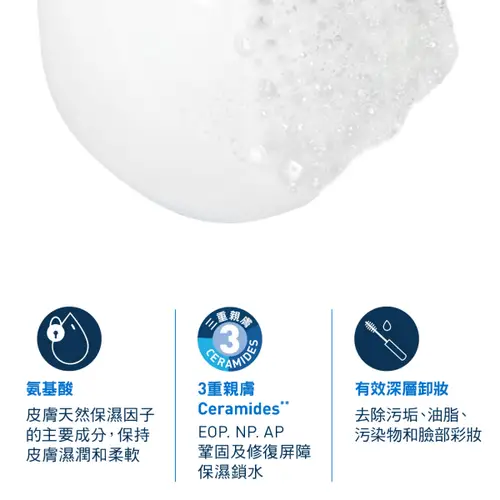 氨基酸
皮膚天然保濕因子
的主要成分，保持
皮膚濕潤和柔軟
三重親膚
3
CERAMIDES
3重親膚
Ceramides**
EOP. NP. AP
鞏固及修復屏障
保濕鎖水
有效深層卸妝
去除污垢、油脂、
污染物和臉部彩妝